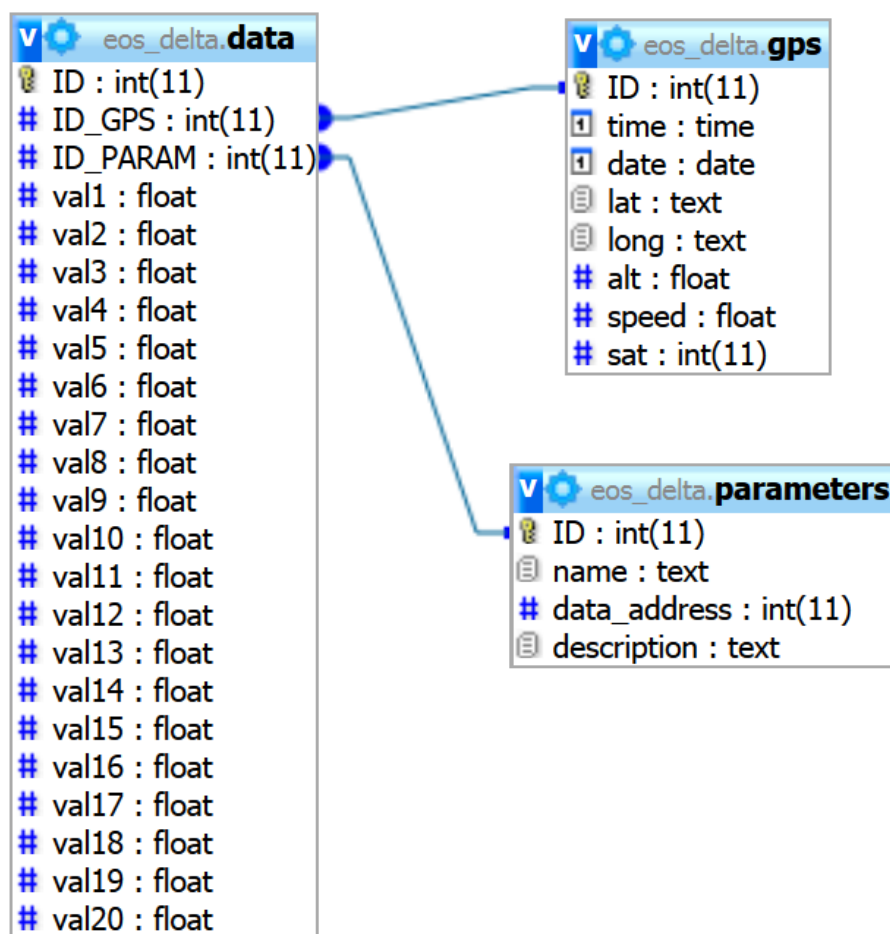 eos_delta.data
ID : int(11)
ID_GPS : int(11)
ID_PARAM : int(11)
val1 : float
val2 : float
val3 : float
val4 : float
val5 : float
val6 : float
val7 : float
val8 : float
val9 : float
val10 : float
val11 : float
val12 : float
val13 : float
val14 : float
val15 : float
val16 : float
val17 : float
val18 : float
val19 : float
val20 : float
eos_delta.gps
ID : int(11)
time : time
date : date
lat : text
long : text
alt : float
speed : float
sat : int(11)
eos_delta.parameters
ID : int(11)
name : text
data_address : int(11)
description : text